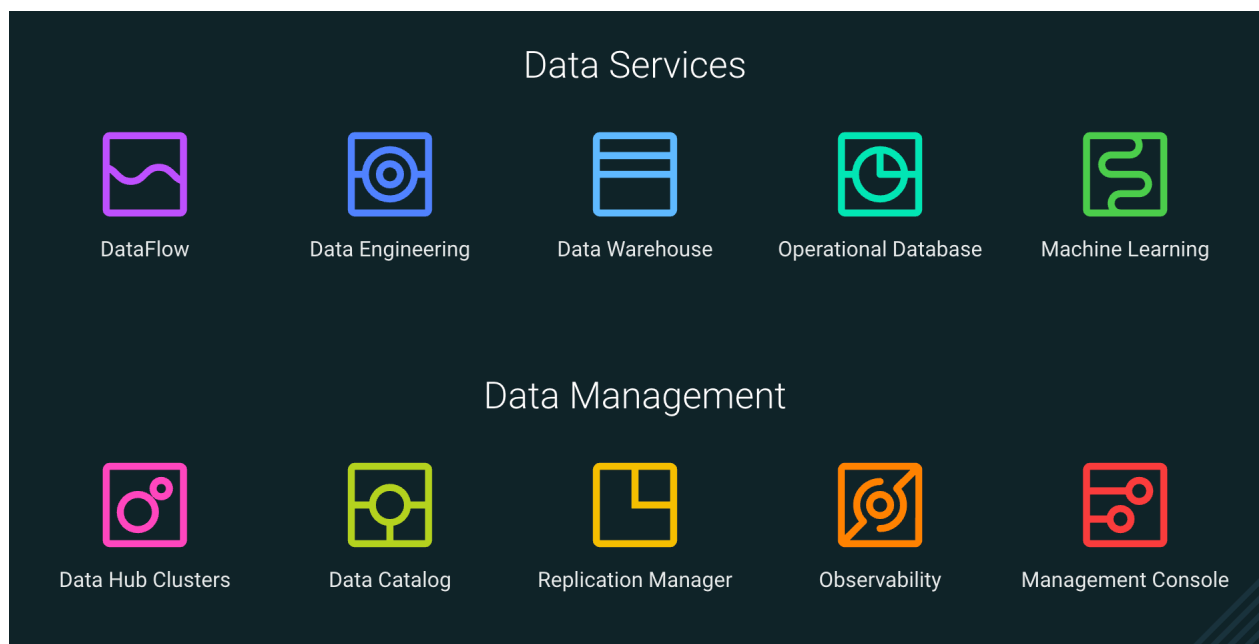 Data Services
DataFlow
Data Engineering
Data Warehouse
Operational Database
Machine Learning
Data Management
Data Hub Clusters
Data Catalog
Replication Manager
Observability
Management Console